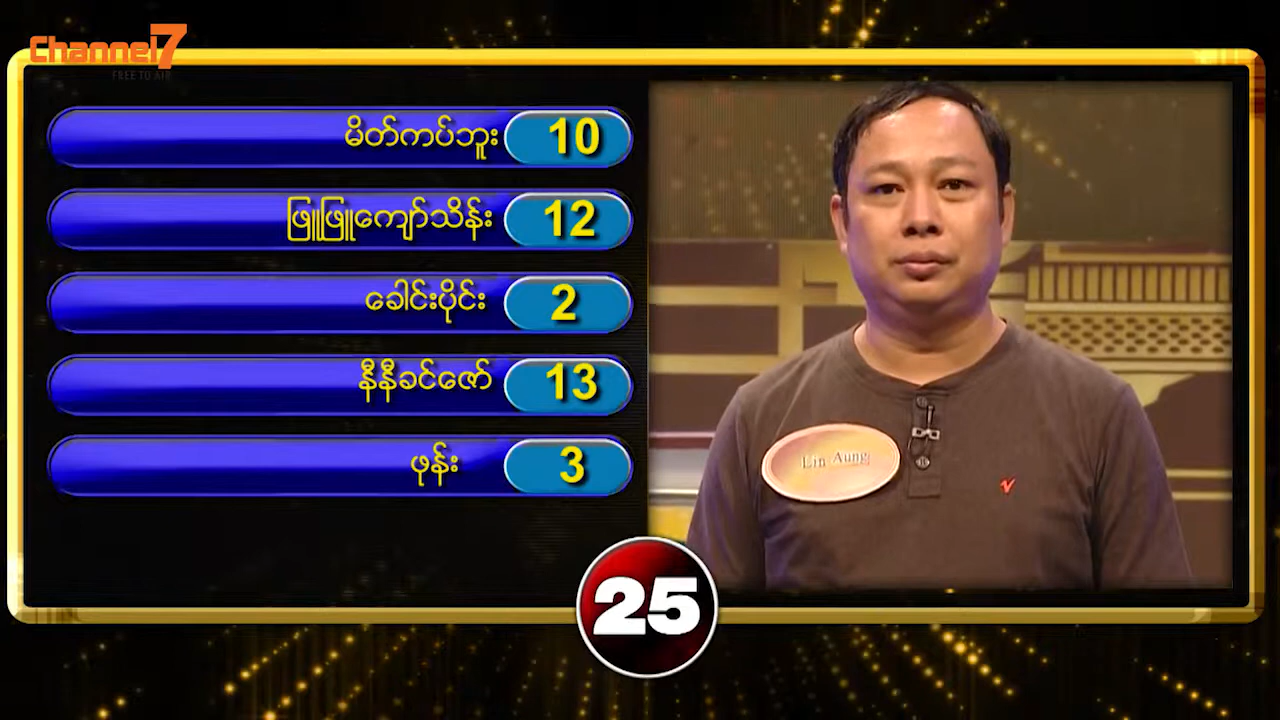 Channel7
FREE TO AIR
မိတ်ကပ်ဘူး 10
ဖြူဖြူကျော်သိန်း 12
ခေါင်းပိုင်း 2
နီနီခင်ဇော် 13
ဖုန်း 3
Lin Aung
25